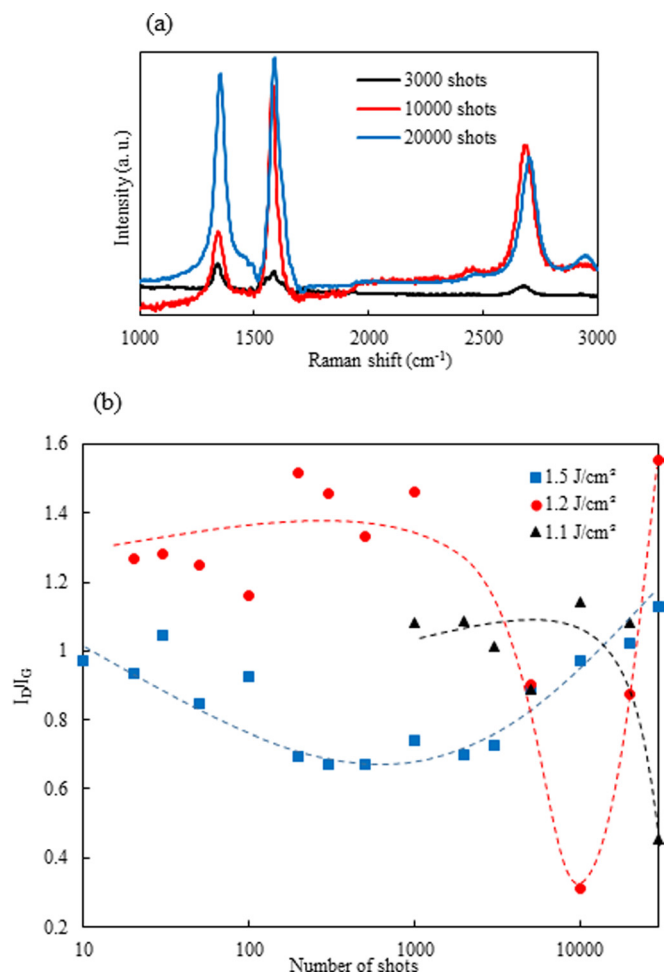 (a)
3000 shots
10000 shots
20000 shots
Intensity (a. u.)
1000 1500 2000 2500 3000
Raman shift (cm⁻¹)
(b)
1.6
1.4
1.2
1
0.8
0.6
0.4
0.2
1.5 J/cm²
1.2 J/cm²
1.1 J/cm²
I_D/I_G
10 100 1000 10000
Number of shots